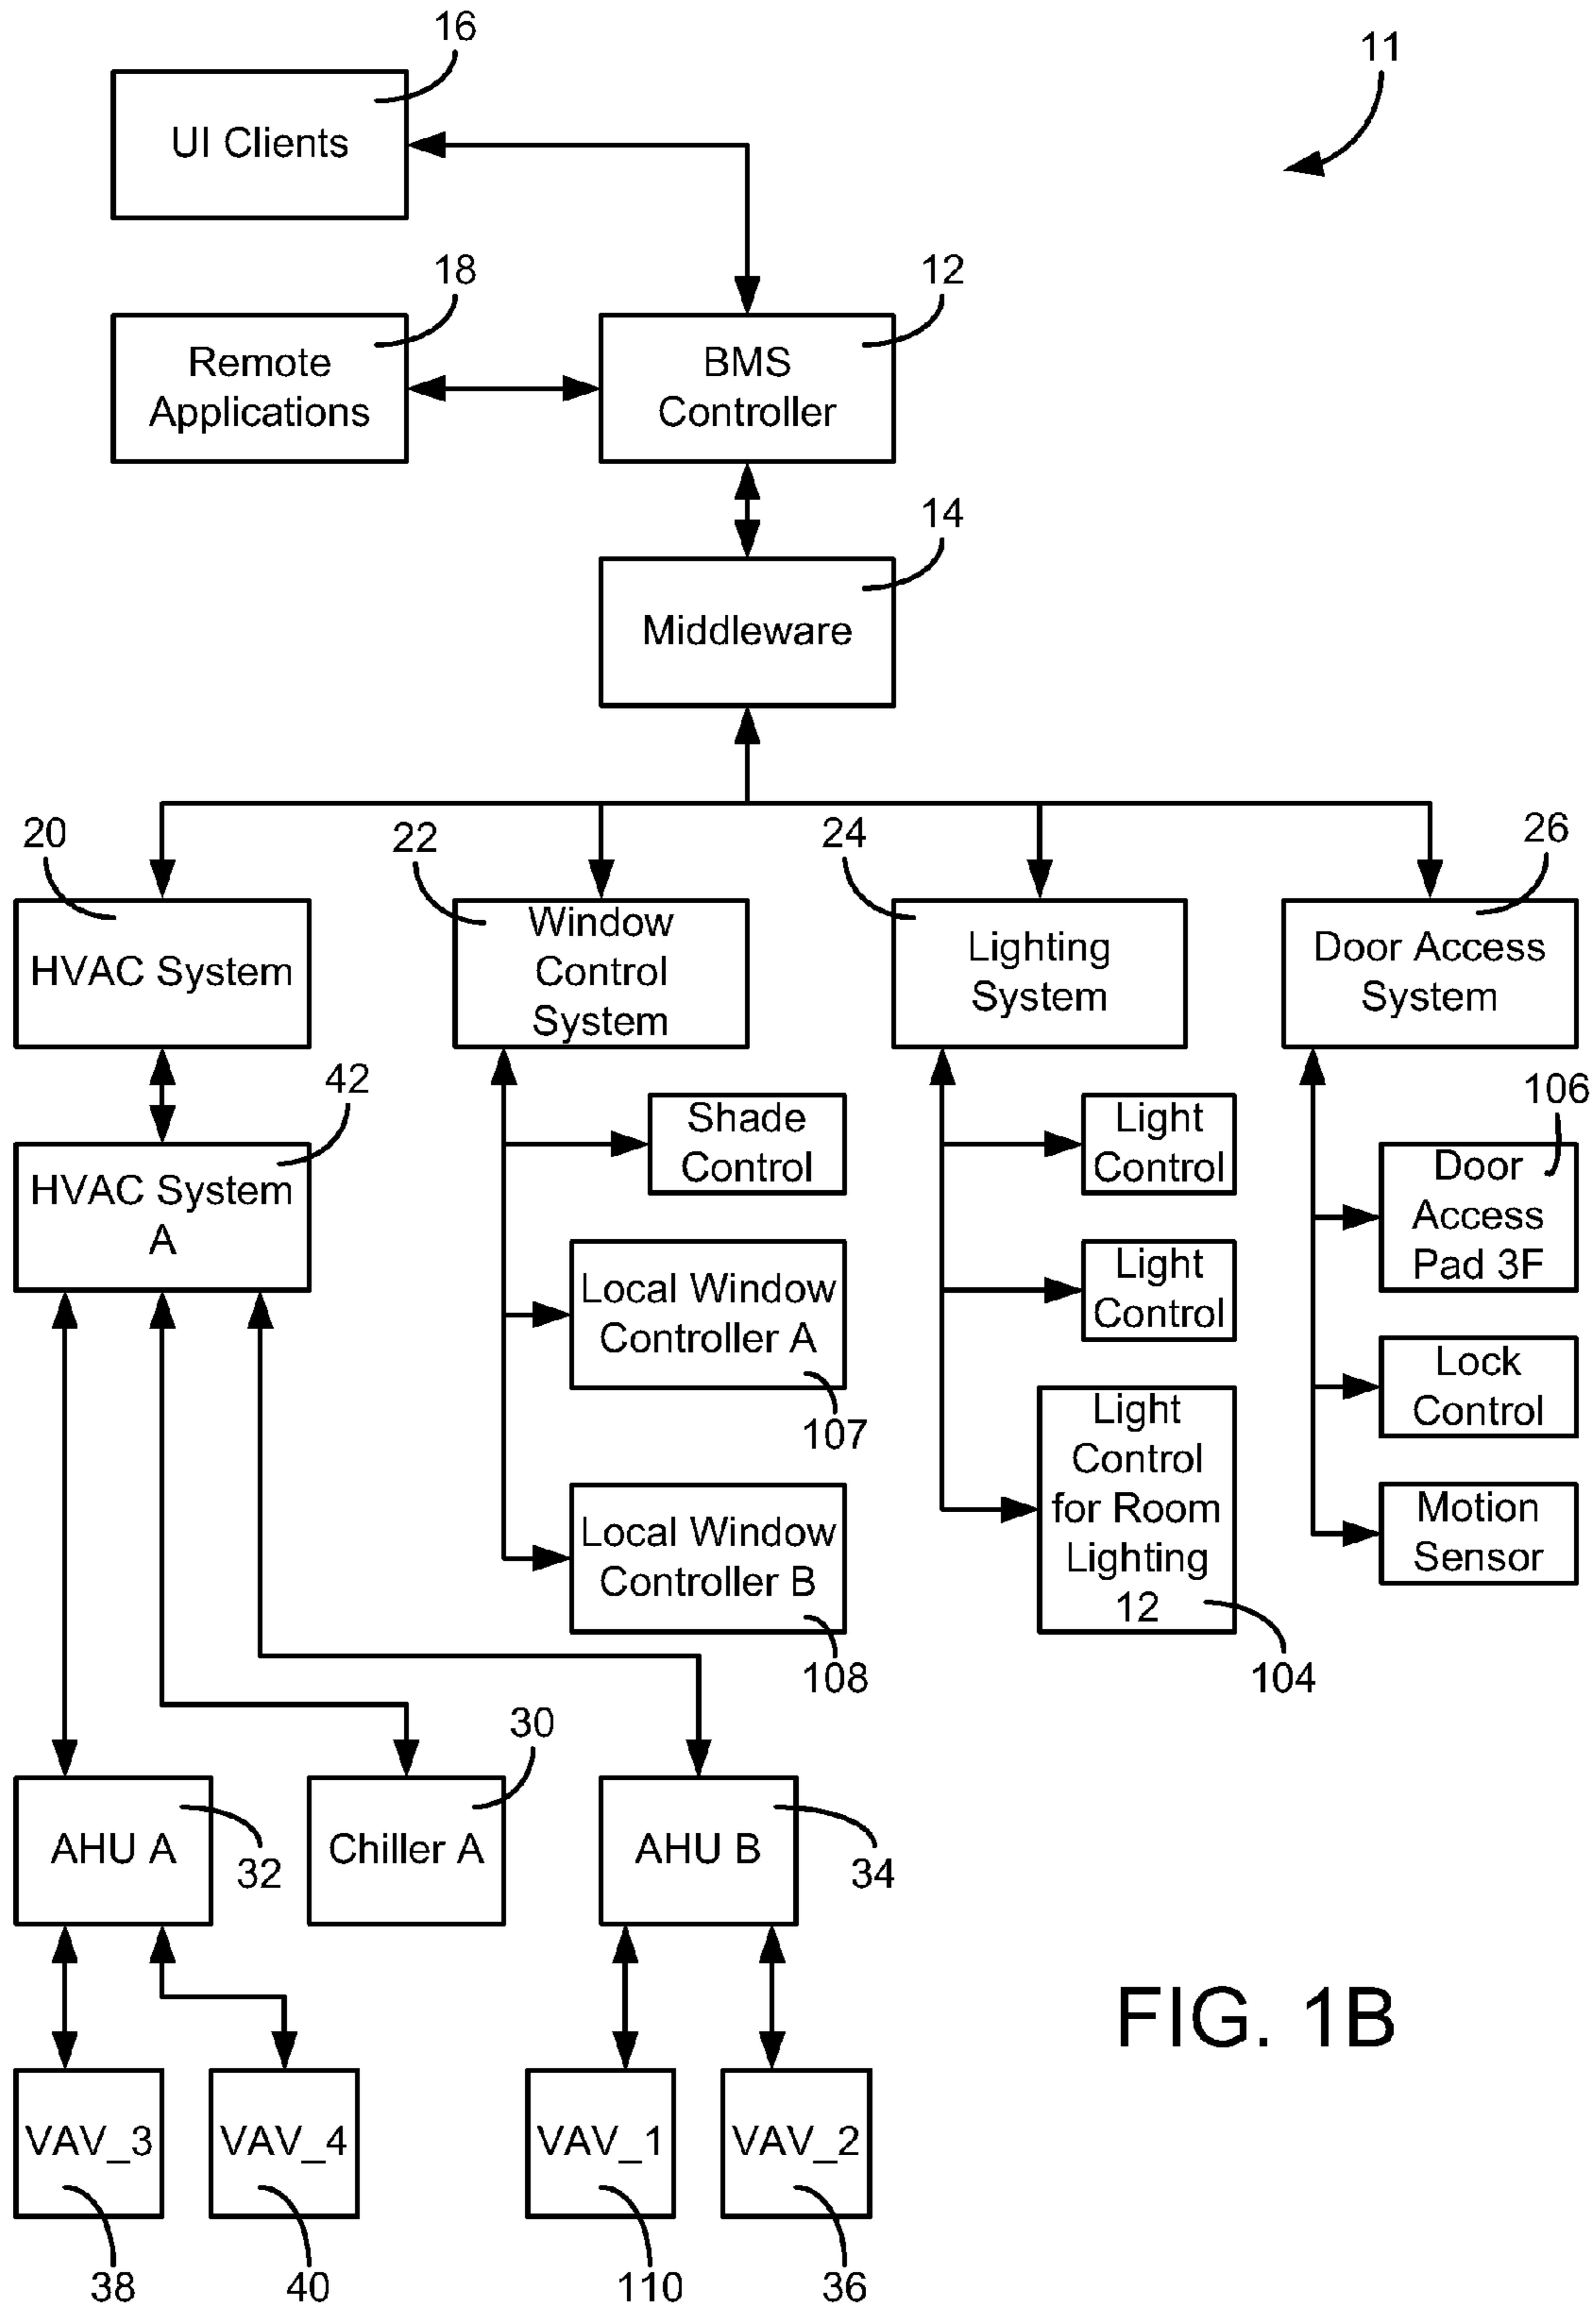 16
11
UI Clients
18
12
Remote
Applications
BMS
Controller
14
Middleware
20
22
24
26
HVAC System
Window
Control
System
Lighting
System
Door Access
System
42
HVAC System
A
Shade
Control
Local Window
Controller A
107
Local Window
Controller B
108
Light
Control
Light
Control
Light
Control
for Room
Lighting
12
104
106
Door
Access
Pad 3F
Lock
Control
Motion
Sensor
30
AHU A
32
Chiller A
AHU B
34
VAV_3
VAV_4
VAV_1
VAV_2
38
40
110
36
FIG. 1B